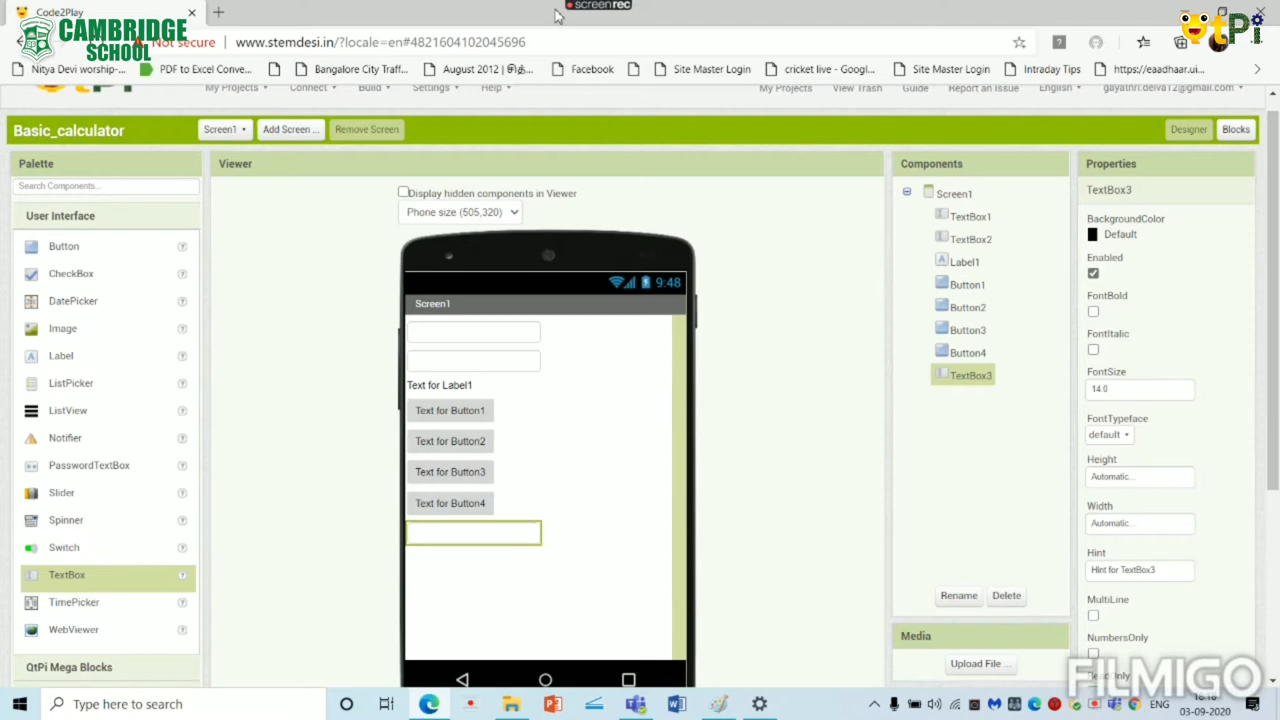 Code2Play
screenrec
CAMBRIDGE
SCHOOL
Not secure
www.stemdesi.in/?locale=en#4821604102045696
QtPi
Nitya Devi worship-...
PDF to Excel Conve...
Bangalore City Traff...
August 2012 |
Facebook
Site Master Login
cricket live - Googl...
Site Master Login
Intraday Tips
https://eaadhaar.ui...
My Projects
Connect
Build
Settings
Help
My Projects
View Trash
Guide
Report an Issue
English
gayathri.delva12@gmail.com
Basic_calculator
Screen1
Add Screen ...
Remove Screen
Designer
Blocks
Palette
Viewer
Components
Properties
Search Components...
User Interface
Button
CheckBox
DatePicker
Image
Label
ListPicker
ListView
Notifier
PasswordTextBox
Slider
Spinner
Switch
TextBox
TimePicker
WebViewer
QtPi Mega Blocks
Display hidden components in Viewer
Phone size (505,320)
9:48
Screen1
Text for Label1
Text for Button1
Text for Button2
Text for Button3
Text for Button4
Screen1
TextBox1
TextBox2
Label1
Button1
Button2
Button3
Button4
TextBox3
Rename
Delete
Media
Upload File ...
TextBox3
BackgroundColor
Default
Enabled
FontBold
FontItalic
FontSize
14.0
FontTypeface
default
Height
Automatic...
Width
Automatic...
Hint
Hint for TextBox3
MultiLine
NumbersOnly
ReadOnly
FILMIGO
Type here to search
ENG
03-09-2020